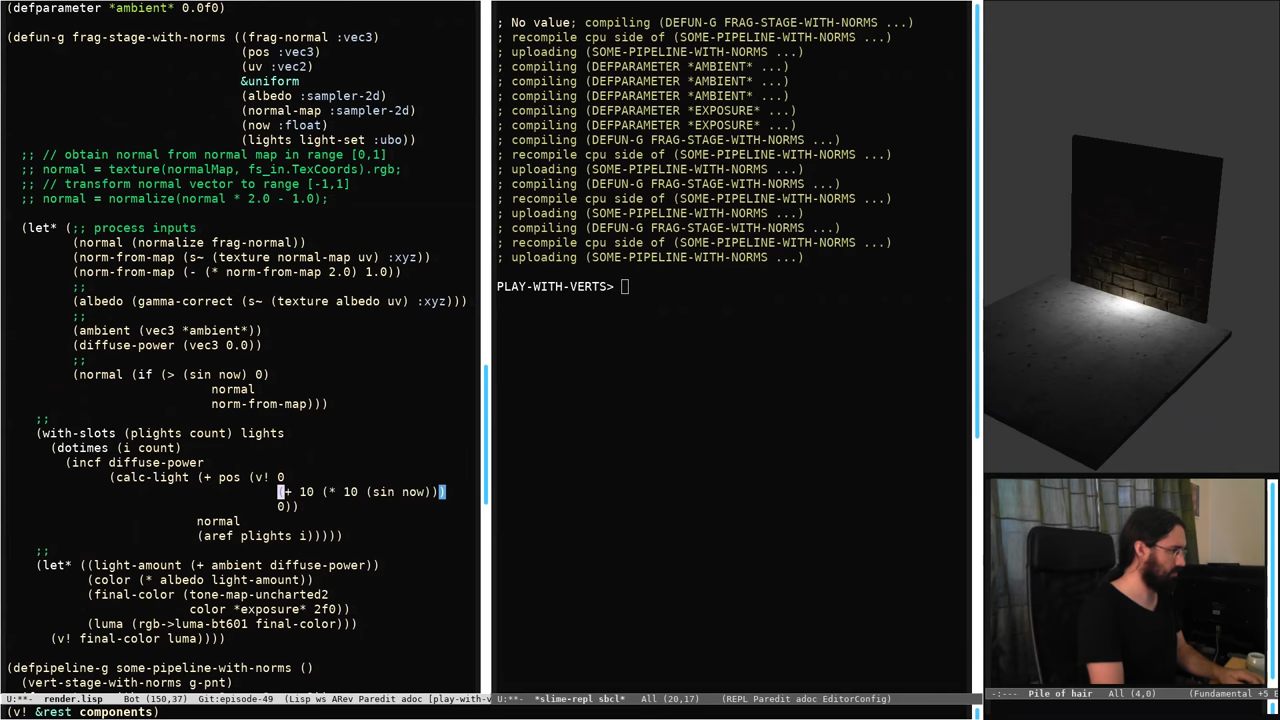 (defparameter *ambient* 0.0f0)
(defun-g frag-stage-with-norms ((frag-normal :vec3)
(pos :vec3)
(uv :vec2)
&uniform
(albedo :sampler-2d)
(normal-map :sampler-2d)
(now :float)
(lights light-set :ubo))
;; // obtain normal from normal map in range [0,1]
;; normal = texture(normalMap, fs_in.TexCoords).rgb;
;; // transform normal vector to range [-1,1]
;; normal = normalize(normal * 2.0 - 1.0);
(let* (;; process inputs
(normal (normalize frag-normal))
(norm-from-map (s~ (texture normal-map uv) :xyz))
(norm-from-map (- (* norm-from-map 2.0) 1.0))
;;
(albedo (gamma-correct (s~ (texture albedo uv) :xyz)))
;;
(ambient (vec3 *ambient*))
(diffuse-power (vec3 0.0))
;;
(normal (if (> (sin now) 0)
normal
norm-from-map)))
;;
(with-slots (plights count) lights
(dotimes (i count)
(incf diffuse-power
(calc-light (+ pos (v! 0
(+ 10 (* 10 (sin now)))
0))
normal
(aref plights i)))))
;;
(let* ((light-amount (+ ambient diffuse-power))
(color (* albedo light-amount))
(final-color (tone-map-uncharted2
color *exposure* 2f0))
(luma (rgb->luma-bt601 final-color)))
(v! final-color luma))))
(defpipeline-g some-pipeline-with-norms ()
(vert-stage-with-norms g-pnt)
U:**- render.lisp Bot (150,37) Git:episode-49 (Lisp ws ARev Paredit adoc [play-with-v
(v! &rest components)
; No value; compiling (DEFUN-G FRAG-STAGE-WITH-NORMS ...)
; recompile cpu side of (SOME-PIPELINE-WITH-NORMS ...)
; uploading (SOME-PIPELINE-WITH-NORMS ...)
; compiling (DEFPARAMETER *AMBIENT* ...)
; compiling (DEFPARAMETER *AMBIENT* ...)
; compiling (DEFPARAMETER *AMBIENT* ...)
; compiling (DEFPARAMETER *EXPOSURE* ...)
; compiling (DEFPARAMETER *EXPOSURE* ...)
; compiling (DEFUN-G FRAG-STAGE-WITH-NORMS ...)
; recompile cpu side of (SOME-PIPELINE-WITH-NORMS ...)
; uploading (SOME-PIPELINE-WITH-NORMS ...)
; compiling (DEFUN-G FRAG-STAGE-WITH-NORMS ...)
; recompile cpu side of (SOME-PIPELINE-WITH-NORMS ...)
; uploading (SOME-PIPELINE-WITH-NORMS ...)
; compiling (DEFUN-G FRAG-STAGE-WITH-NORMS ...)
; recompile cpu side of (SOME-PIPELINE-WITH-NORMS ...)
; uploading (SOME-PIPELINE-WITH-NORMS ...)
PLAY-WITH-VERTS>
U:**- *slime-repl sbcl* All (20,17) (REPL Paredit adoc EditorConfig)
-:--- Pile of hair All (4,0) (Fundamental +5 E